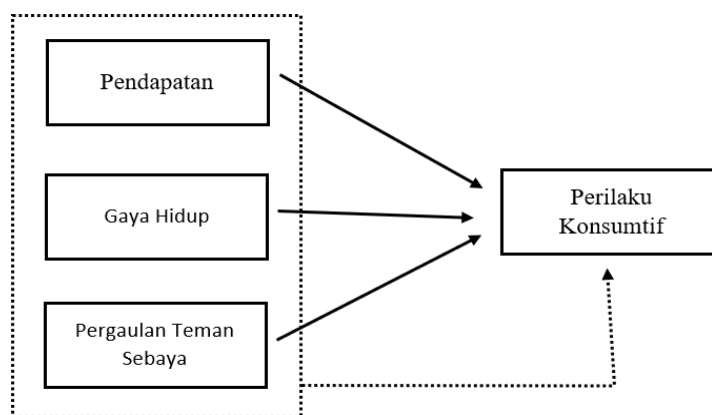 Pendapatan
Gaya Hidup
Pergaulan Teman
Sebaya
Perilaku
Konsumtif